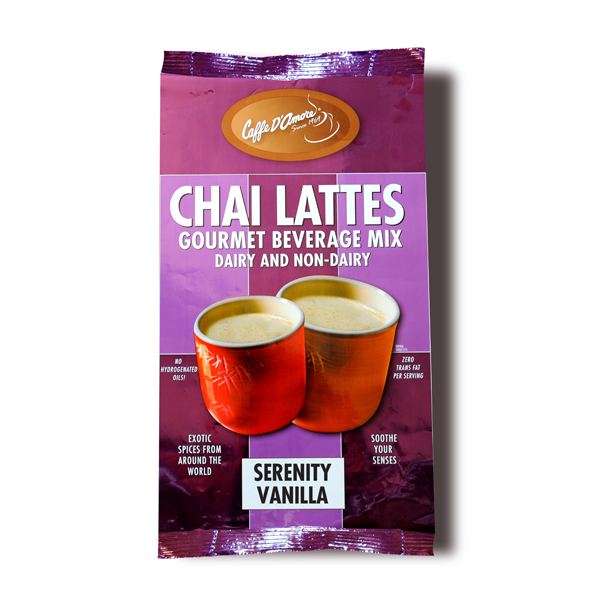 Caffe D'Amore
Since 1969
CHAI LATTES
GOURMET BEVERAGE MIX
DAIRY AND NON-DAIRY
NO
HYDROGENATED
OILS!
ZERO
TRANS FAT
PER SERVING
EXOTIC
SPICES FROM
AROUND THE
WORLD
SOOTHE
YOUR
SENSES
SERENITY
VANILLA